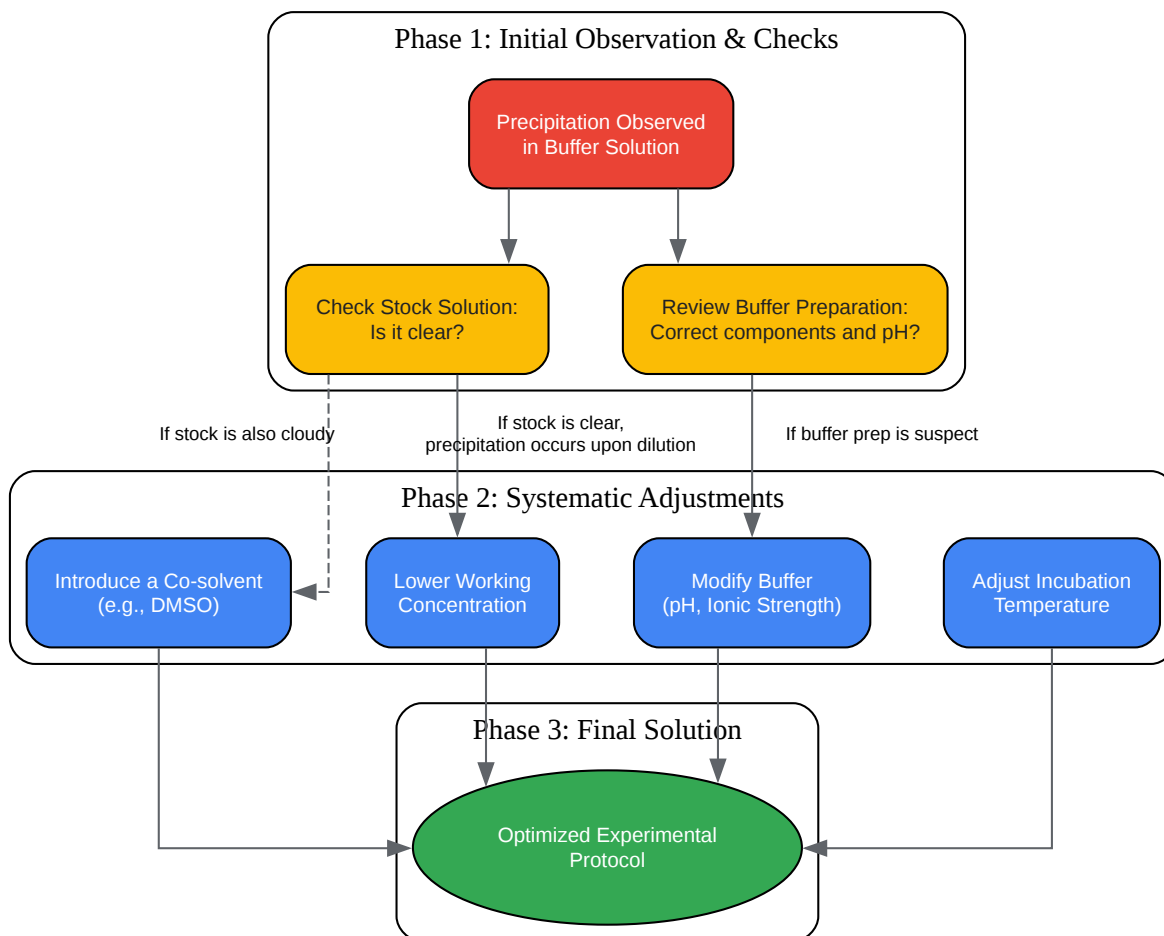 Phase 1: Initial Observation & Checks
Precipitation Observed
in Buffer Solution
Check Stock Solution:
Is it clear?
Review Buffer Preparation:
Correct components and pH?
If stock is also cloudy
If stock is clear,
precipitation occurs upon dilution
If buffer prep is suspect
Phase 2: Systematic Adjustments
Introduce a Co-solvent
(e.g., DMSO)
Lower Working
Concentration
Modify Buffer
(pH, Ionic Strength)
Adjust Incubation
Temperature
Phase 3: Final Solution
Optimized Experimental
Protocol